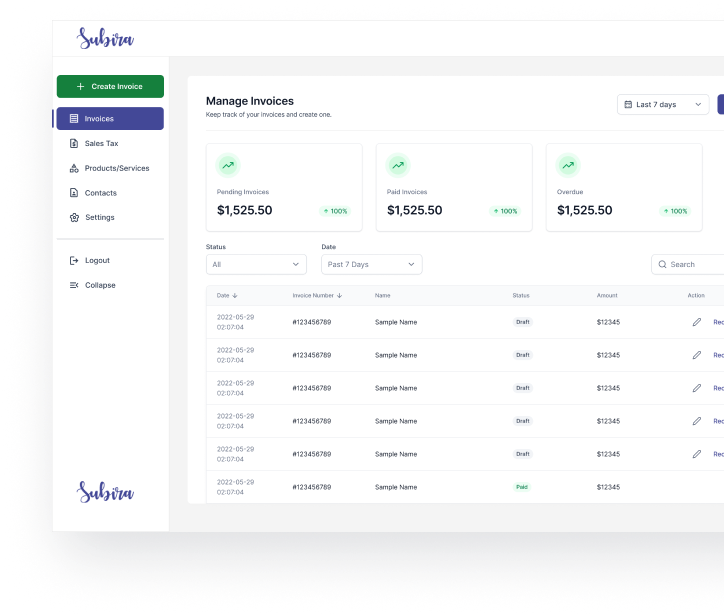 Subira
Create Invoice
Invoices
Sales Tax
Products/Services
Contacts
Settings
Logout
Collapse
Subira
Manage Invoices
Keep track of your invoices and create one.
Last 7 days
Pending Invoices
$1,525.50
↑ 100%
Paid Invoices
$1,525.50
↑ 100%
Overdue
$1,525.50
↑ 100%
Status
Date
All
Past 7 Days
Search
Date ↓ Invoice Number ↓ Name Status Amount Action
2022-05-29
02:07:04
#123456789 Sample Name Draft $12345 Rec
2022-05-29
02:07:04
#123456789 Sample Name Draft $12345 Rec
2022-05-29
02:07:04
#123456789 Sample Name Draft $12345 Rec
2022-05-29
02:07:04
#123456789 Sample Name Draft $12345 Rec
2022-05-29
02:07:04
#123456789 Sample Name Draft $12345 Rec
2022-05-29
02:07:04
#123456789 Sample Name Paid $12345